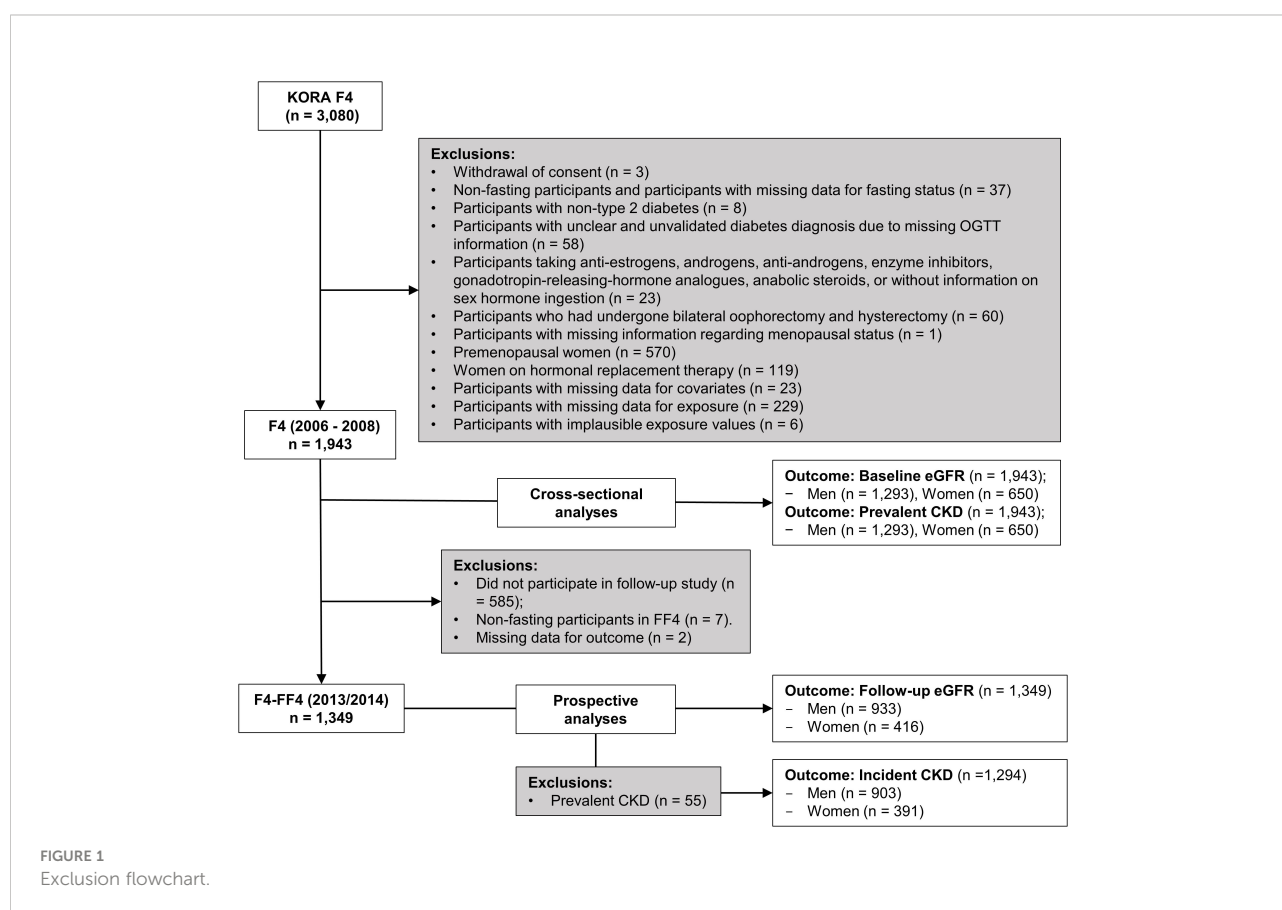 KORA F4
(n = 3,080)
Exclusions:
• Withdrawal of consent (n = 3)
• Non-fasting participants and participants with missing data for fasting status (n = 37)
• Participants with non-type 2 diabetes (n = 8)
• Participants with unclear and unvalidated diabetes diagnosis due to missing OGTT
information (n = 58)
• Participants taking anti-estrogens, androgens, anti-androgens, enzyme inhibitors,
gonadotropin-releasing-hormone analogues, anabolic steroids, or without information on
sex hormone ingestion (n = 23)
• Participants who had undergone bilateral oophorectomy and hysterectomy (n = 60)
• Participants with missing information regarding menopausal status (n = 1)
• Premenopausal women (n = 570)
• Women on hormonal replacement therapy (n = 119)
• Participants with missing data for covariates (n = 23)
• Participants with missing data for exposure (n = 229)
• Participants with implausible exposure values (n = 6)
F4 (2006 - 2008)
n = 1,943
Cross-sectional
analyses
Outcome: Baseline eGFR (n = 1,943);
− Men (n = 1,293), Women (n = 650)
Outcome: Prevalent CKD (n = 1,943);
− Men (n = 1,293), Women (n = 650)
Exclusions:
• Did not participate in follow-up study (n
= 585);
• Non-fasting participants in FF4 (n = 7).
• Missing data for outcome (n = 2)
F4-FF4 (2013/2014)
n = 1,349
Prospective
analyses
Outcome: Follow-up eGFR (n = 1,349)
− Men (n = 933)
− Women (n = 416)
Exclusions:
• Prevalent CKD (n = 55)
Outcome: Incident CKD (n =1,294)
− Men (n = 903)
− Women (n = 391)
FIGURE 1
Exclusion flowchart.